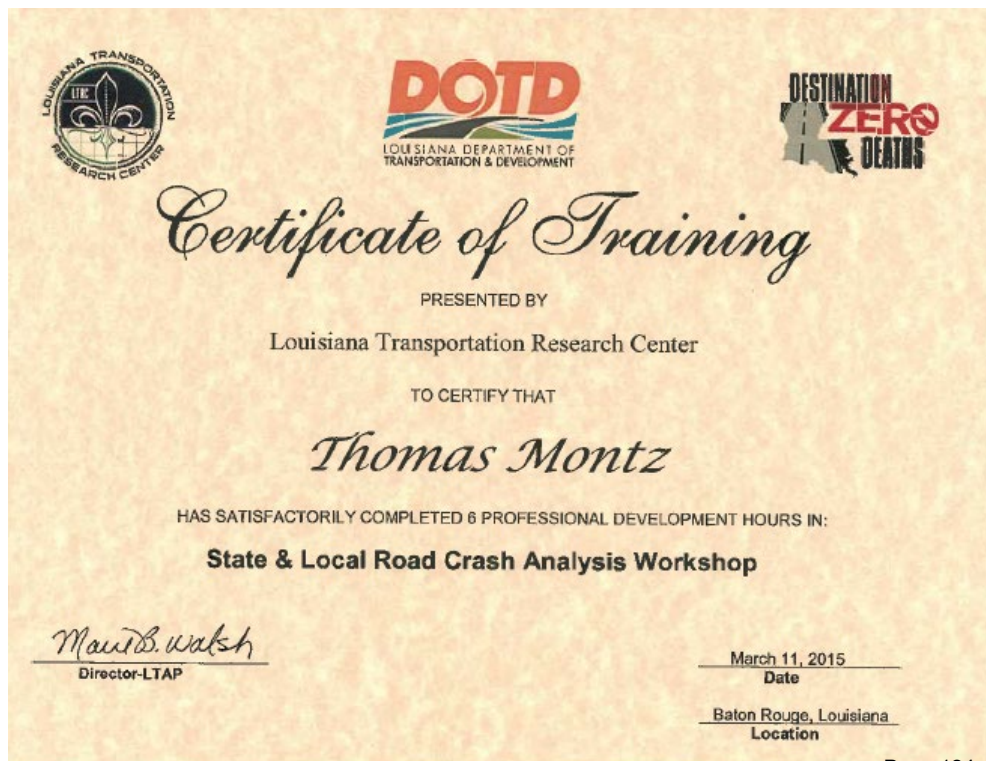 LOUISIANA TRANSPORTATION
LTRC
RESEARCH CENTER
DOTD
LOUISIANA DEPARTMENT OF
TRANSPORTATION & DEVELOPMENT
DESTINATION
ZERO
DEATHS
Certificate of Training
PRESENTED BY
Louisiana Transportation Research Center
TO CERTIFY THAT
Thomas Montz
HAS SATISFACTORILY COMPLETED 6 PROFESSIONAL DEVELOPMENT HOURS IN:
State & Local Road Crash Analysis Workshop
Marie B. Walsh
Director-LTAP
March 11, 2015
Date
Baton Rouge, Louisiana
Location